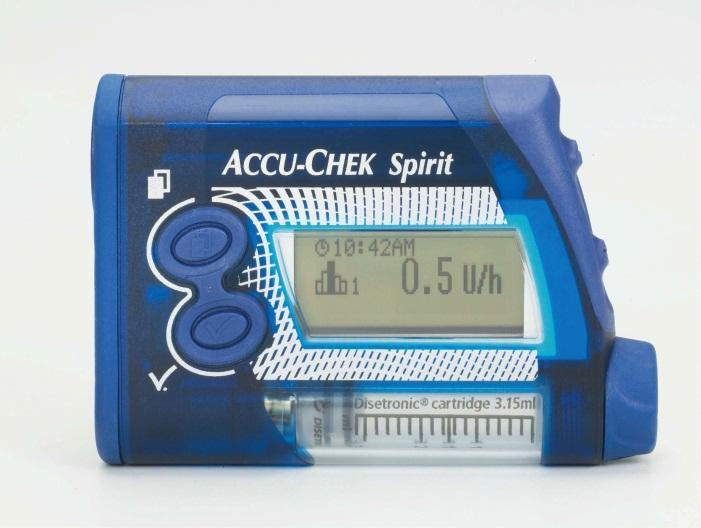 ACCU-CHEK Spirit
10:42AM
1 0.5 U/h
Disetronic® cartridge 3.15ml